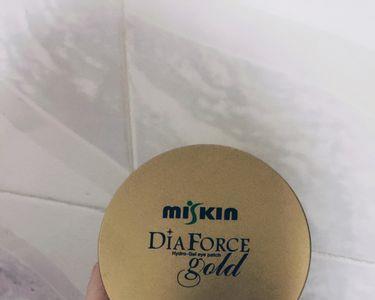 miSKiN
DIAFORCE
Hydro-Gel eye patch
gold